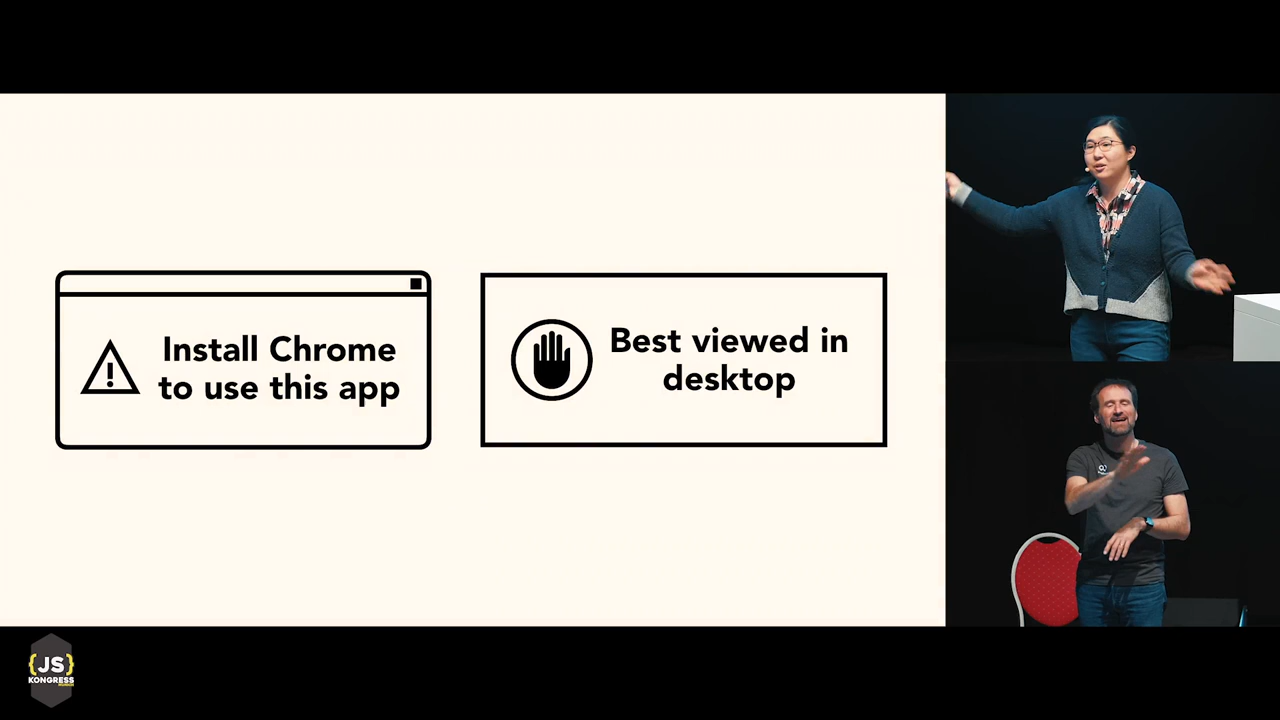 Install Chrome
to use this app
Best viewed in
desktop
{JS}
KONGRESS